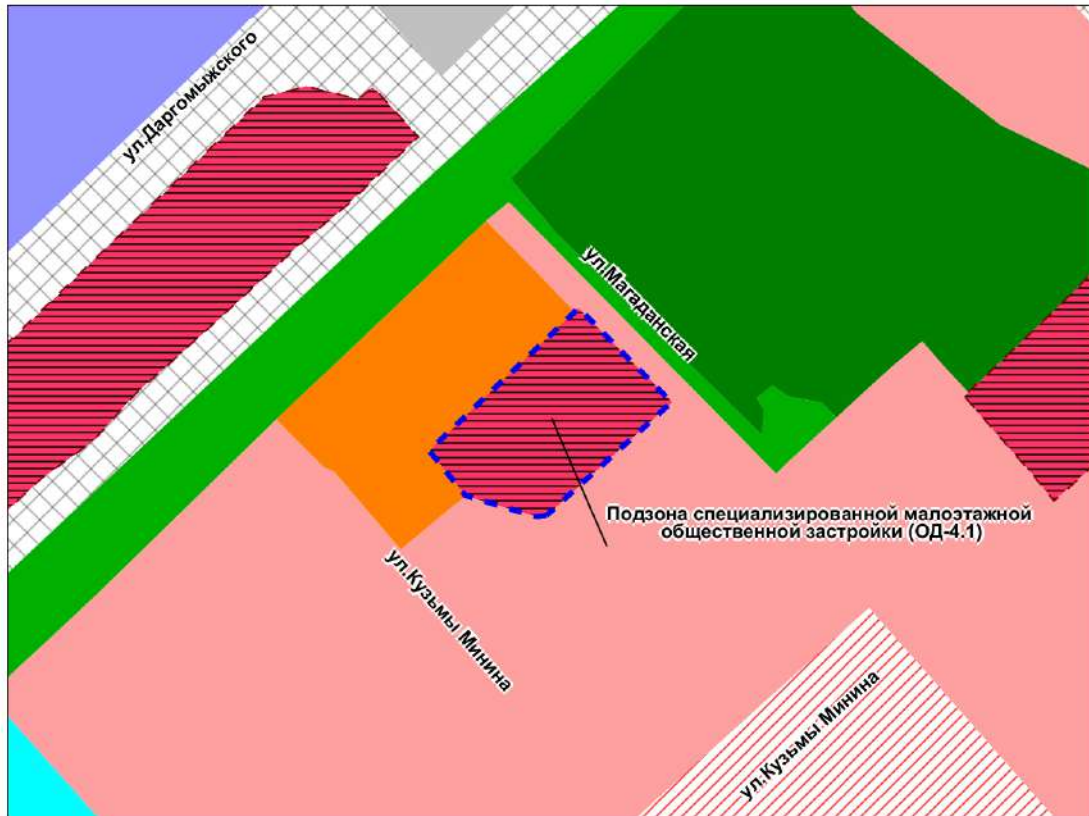 ул.Даргомыжского
ул.Магаданская
Подзона специализированной малоэтажной
общественной застройки (ОД-4.1)
ул.Кузьмы Минина
ул.Кузьмы Минина